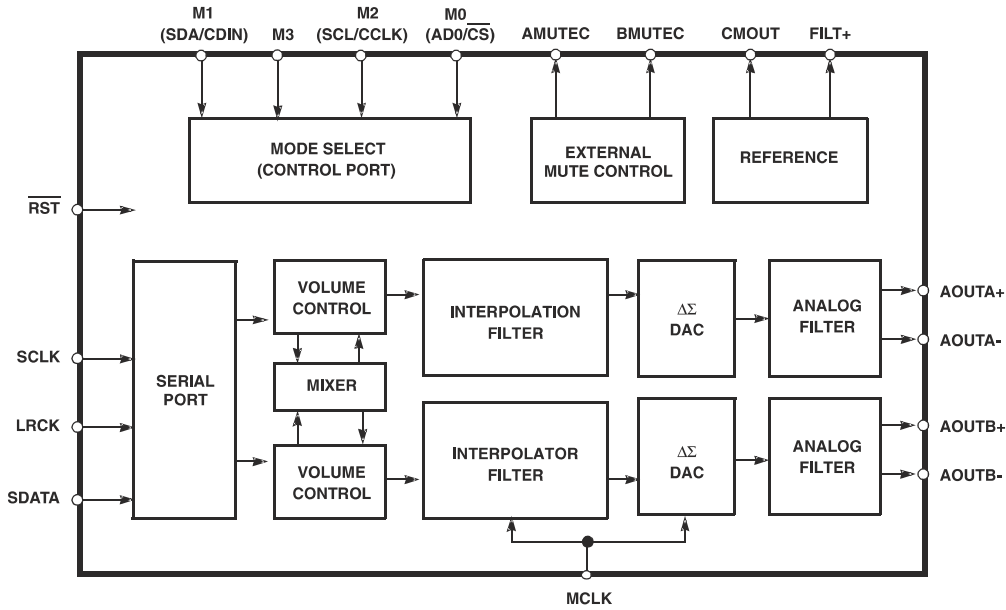 M1
(SDA/CDIN)
M3
M2
(SCL/CCLK)
M0
(AD0/CS)
AMUTEC
BMUTEC
CMOUT
FILT+
MODE SELECT
(CONTROL PORT)
EXTERNAL
MUTE CONTROL
REFERENCE
RST
SCLK
LRCK
SDATA
SERIAL
PORT
VOLUME
CONTROL
MIXER
VOLUME
CONTROL
INTERPOLATION
FILTER
INTERPOLATOR
FILTER
ΔΣ
DAC
ΔΣ
DAC
ANALOG
FILTER
ANALOG
FILTER
AOUTA+
AOUTA-
AOUTB+
AOUTB-
MCLK